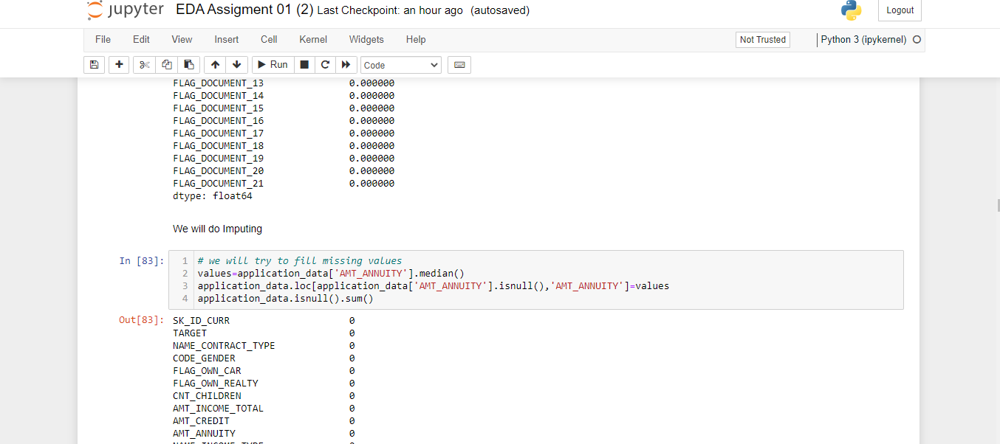 jupyter EDA Assigment 01 (2) Last Checkpoint: an hour ago (autosaved) Logout
File Edit View Insert Cell Kernel Widgets Help Not Trusted Python 3 (ipykernel)
Run Code
FLAG_DOCUMENT_13 0.000000
FLAG_DOCUMENT_14 0.000000
FLAG_DOCUMENT_15 0.000000
FLAG_DOCUMENT_16 0.000000
FLAG_DOCUMENT_17 0.000000
FLAG_DOCUMENT_18 0.000000
FLAG_DOCUMENT_19 0.000000
FLAG_DOCUMENT_20 0.000000
FLAG_DOCUMENT_21 0.000000
dtype: float64
We will do Imputing
In [83]: 1 # we will try to fill missing values
2 values=application_data['AMT_ANNUITY'].median()
3 application_data.loc[application_data['AMT_ANNUITY'].isnull(),'AMT_ANNUITY']=values
4 application_data.isnull().sum()
Out[83]: SK_ID_CURR 0
TARGET 0
NAME_CONTRACT_TYPE 0
CODE_GENDER 0
FLAG_OWN_CAR 0
FLAG_OWN_REALTY 0
CNT_CHILDREN 0
AMT_INCOME_TOTAL 0
AMT_CREDIT 0
AMT_ANNUITY 0